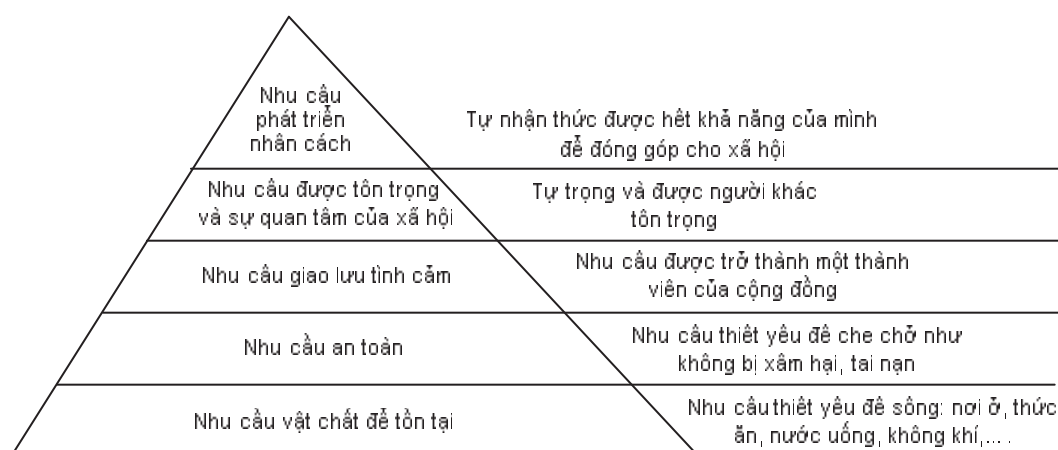 Nhu cầu
phát triển
nhân cách
Tự nhận thức được hết khả năng của mình
để đóng góp cho xã hội
Nhu cầu được tôn trọng
và sự quan tâm của xã hội
Tự trọng và được người khác
tôn trọng
Nhu cầu giao lưu tình cảm
Nhu cầu được trở thành một thành
viên của cộng đồng
Nhu cầu an toàn
Nhu cầu thiết yếu để che chở như
không bị xâm hại, tai nạn
Nhu cầu vật chất để tồn tại
Nhu cầu thiết yếu để sống: nơi ở, thức
ăn, nước uống, không khí,... .